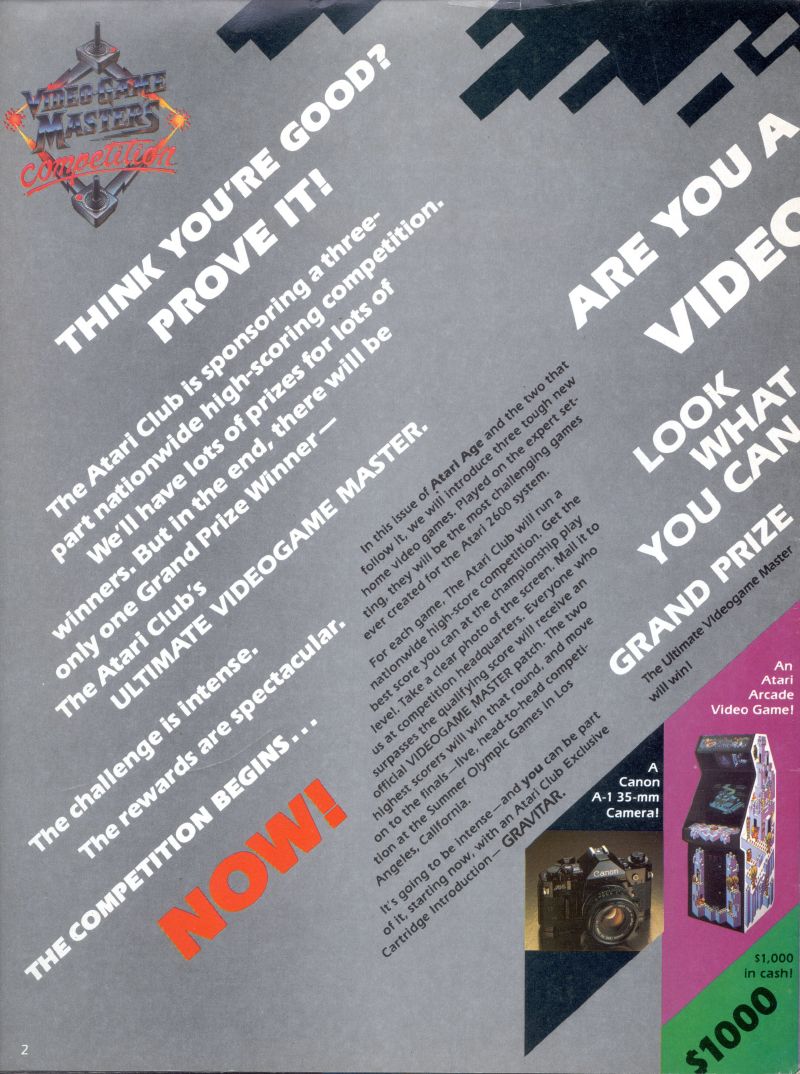 VIDEO GAME
MASTERS
competition
THINK YOU'RE GOOD?
PROVE IT!
The Atari Club is sponsoring a three-
part nationwide high-scoring competition.
We'll have lots of prizes for lots of
winners. But in the end, there will be
only one Grand Prize Winner—
The Atari Club's
ULTIMATE VIDEOGAME MASTER.
The challenge is intense.
The rewards are spectacular.
THE COMPETITION BEGINS...
NOW!
In this issue of Atari Age and the two that
follow it, we will introduce three tough new
home video games. Played on the expert set-
ting, they will be the most challenging games
ever created for the Atari 2600 system.
For each game, The Atari Club will run a
nationwide high-score competition. Get the
best score you can at the championship play
level. Take a clear photo of the screen. Mail it to
us at competition headquarters. Everyone who
surpasses the qualifying score will receive an
official VIDEOGAME MASTER patch. The two
highest scorers will win that round, and move
on to the finals—live, head-to-head competi-
tion at the Summer Olympic Games in Los
Angeles, California.
It's going to be intense—and you can be part
of it, starting now, with an Atari Club Exclusive
Cartridge Introduction—GRAVITAR.
ARE YOU A
VIDEO
LOOK
WHAT
YOU CAN
GRAND PRIZE
The Ultimate Videogame Master
will win!
A
Canon
A-1 35-mm
Camera!
Canon
An
Atari
Arcade
Video Game!
$1,000
in cash!
$1000
2